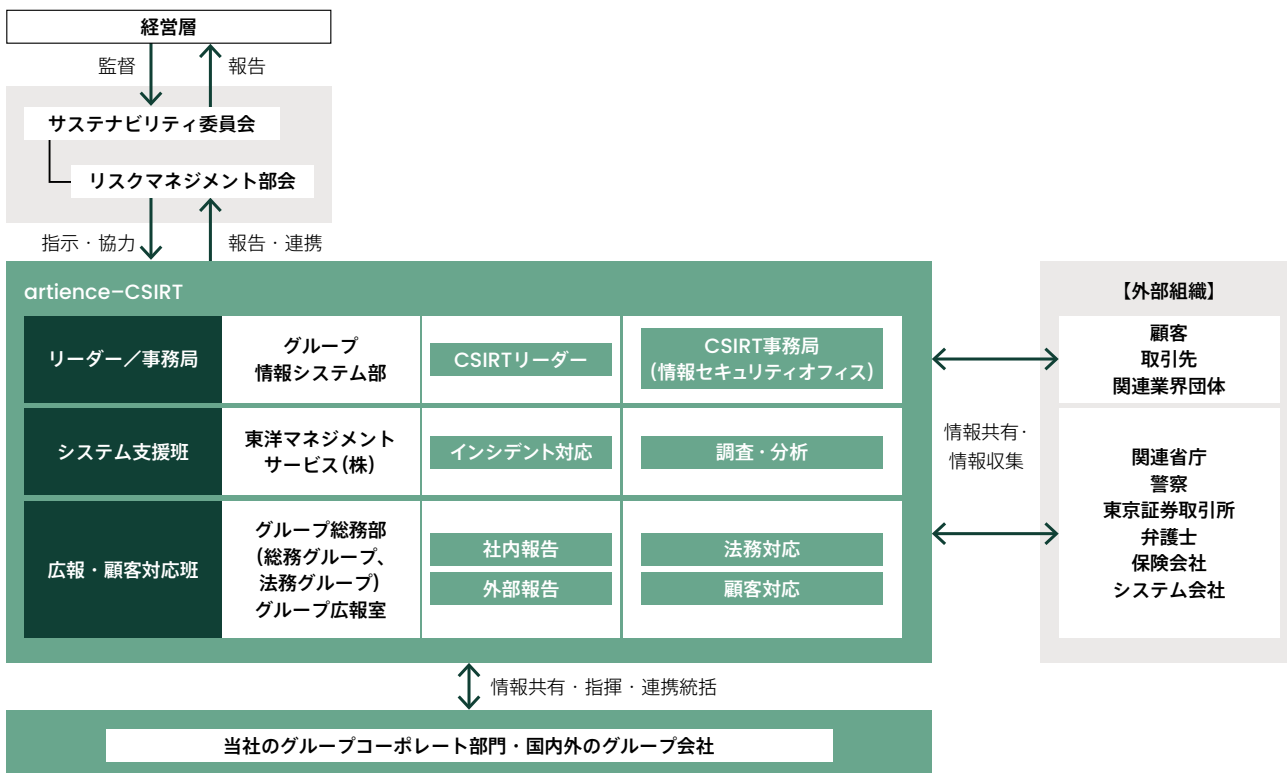 経営層
監督
報告
サステナビリティ委員会
リスクマネジメント部会
指示・協力
報告・連携
artience–CSIRT
リーダー／事務局
グループ
情報システム部
CSIRTリーダー
CSIRT事務局
（情報セキュリティオフィス）
システム支援班
東洋マネジメント
サービス（株）
インシデント対応
調査・分析
広報・顧客対応班
グループ総務部
（総務グループ、
法務グループ）
グループ広報室
社内報告
法務対応
外部報告
顧客対応
情報共有・
情報収集
【外部組織】
顧客
取引先
関連業界団体
関連省庁
警察
東京証券取引所
弁護士
保険会社
システム会社
情報共有・指揮・連携統括
当社のグループコーポレート部門・国内外のグループ会社